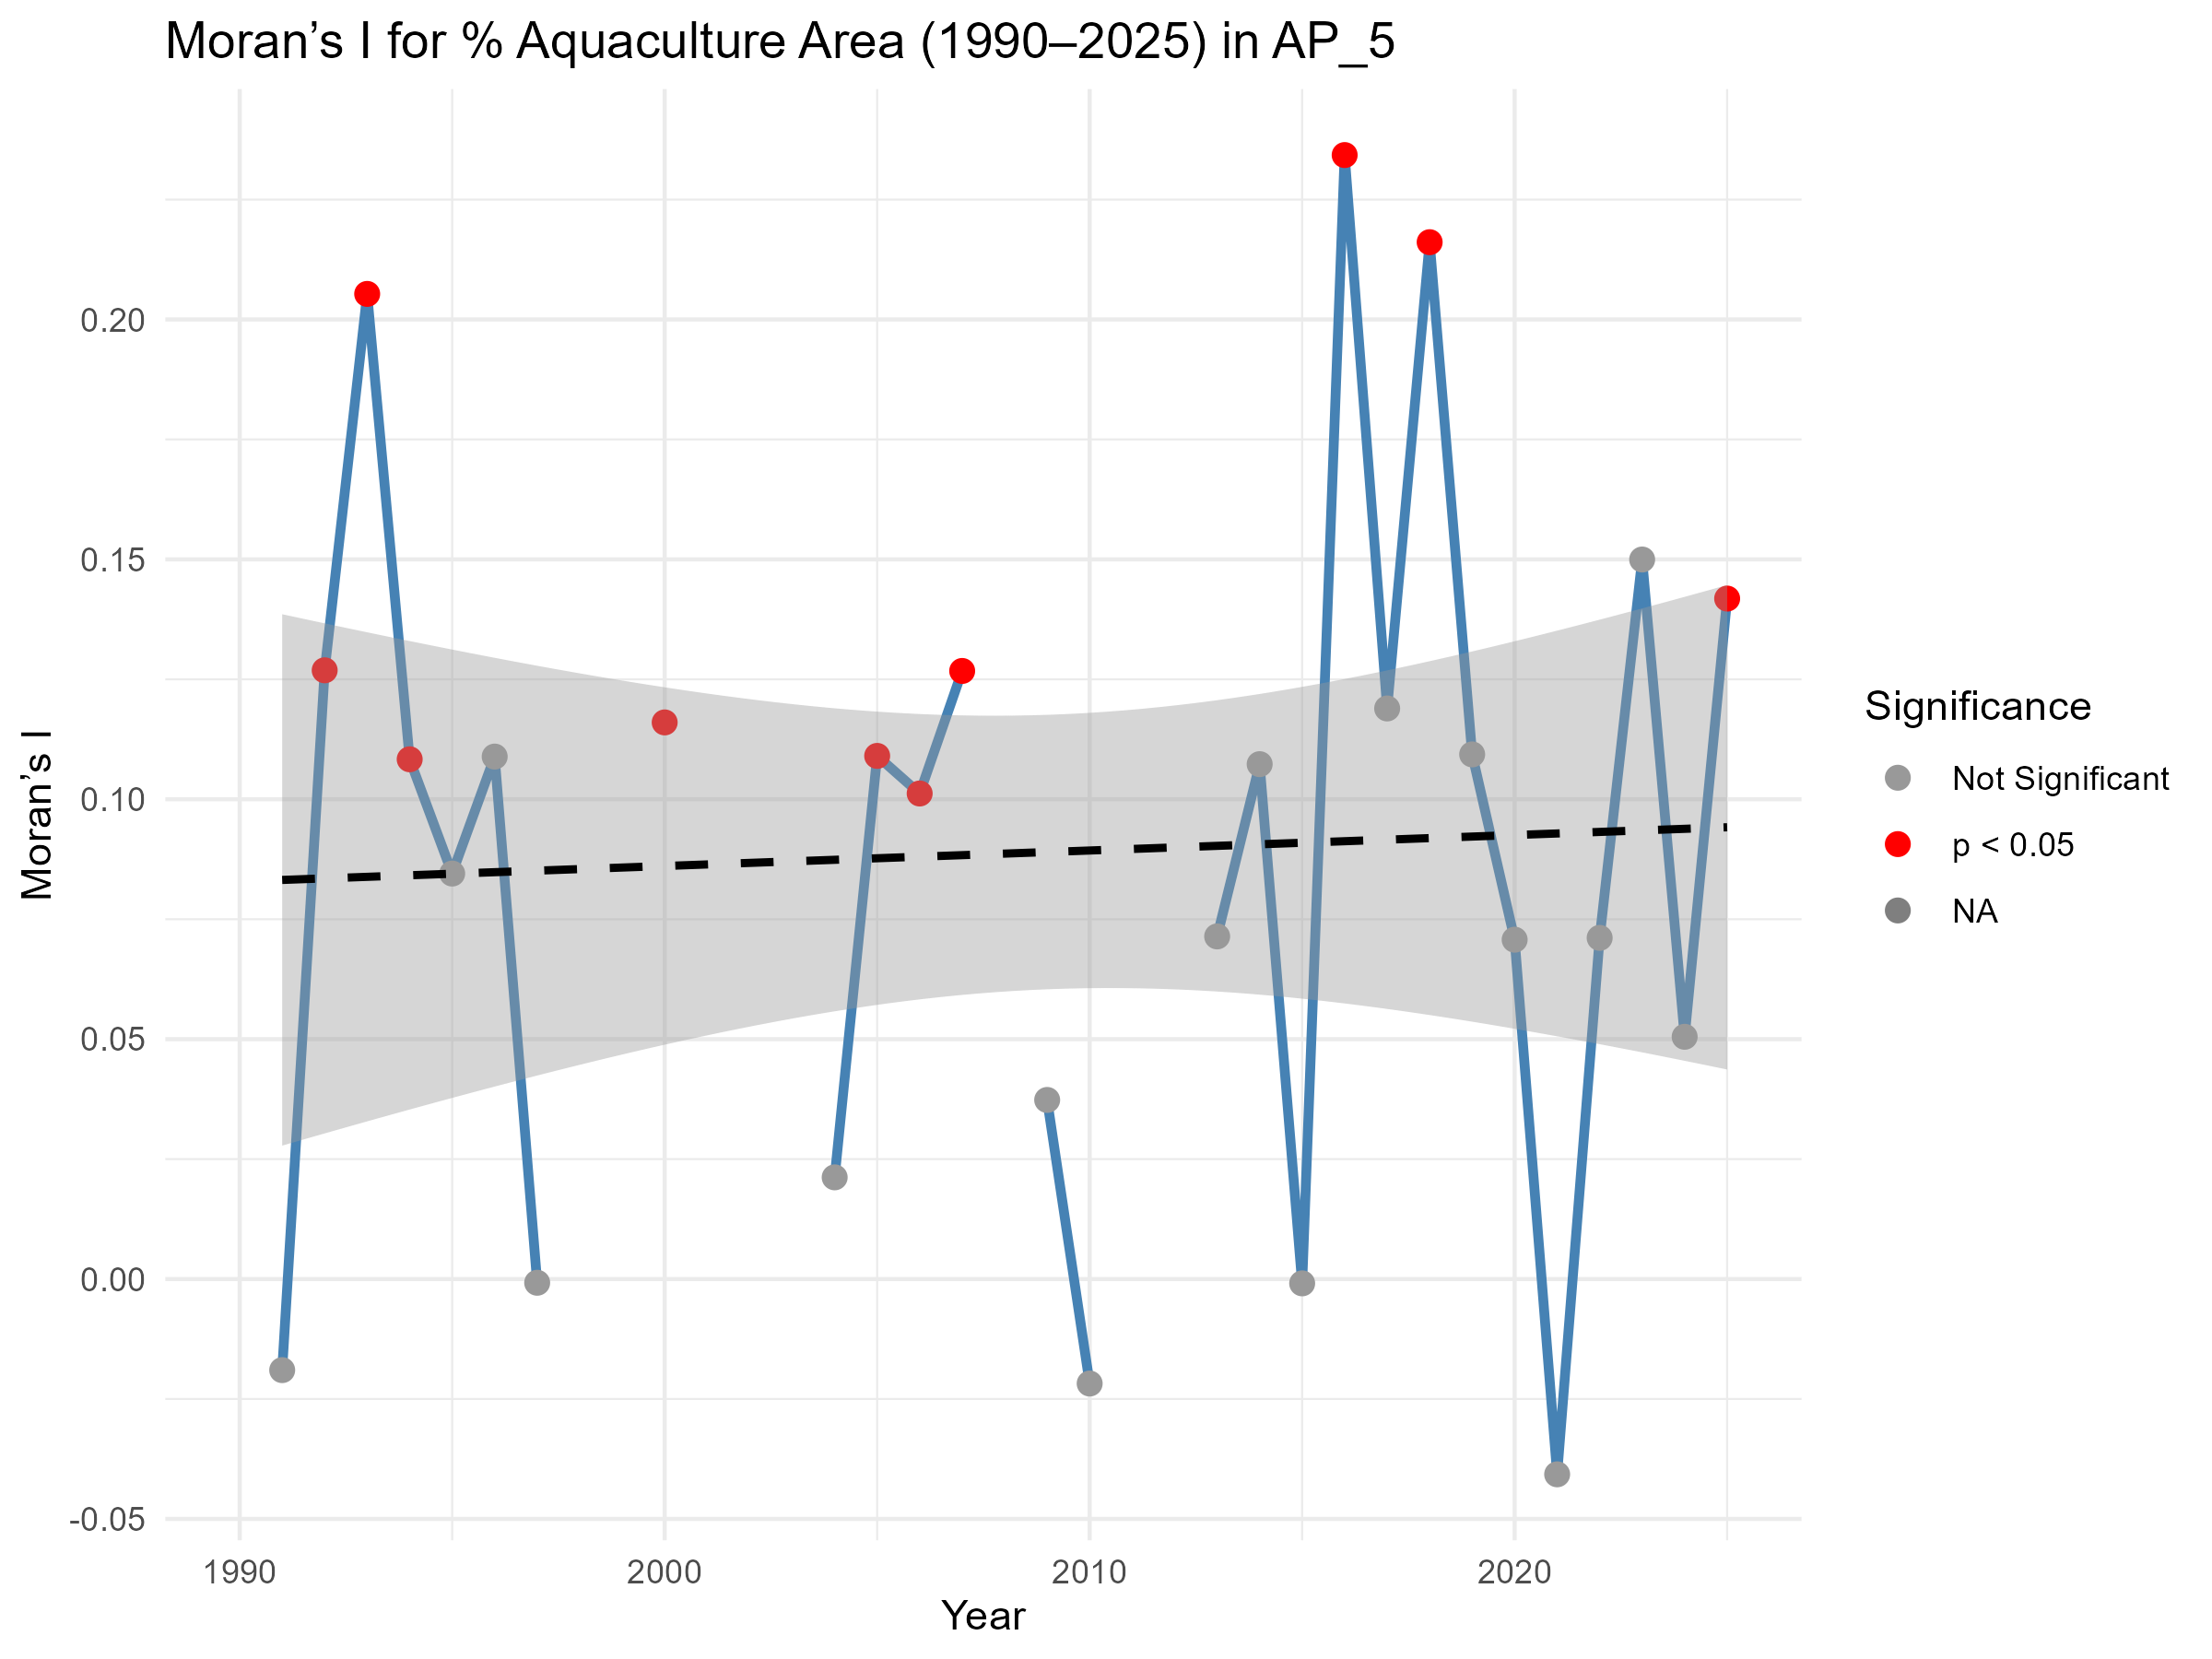 Moran’s I for % Aquaculture Area (1990–2025) in AP_5
Moran’s I
0.20
0.15
0.10
0.05
0.00
-0.05
1990
2000
2010
2020
Year
Significance
Not Significant
p < 0.05
NA